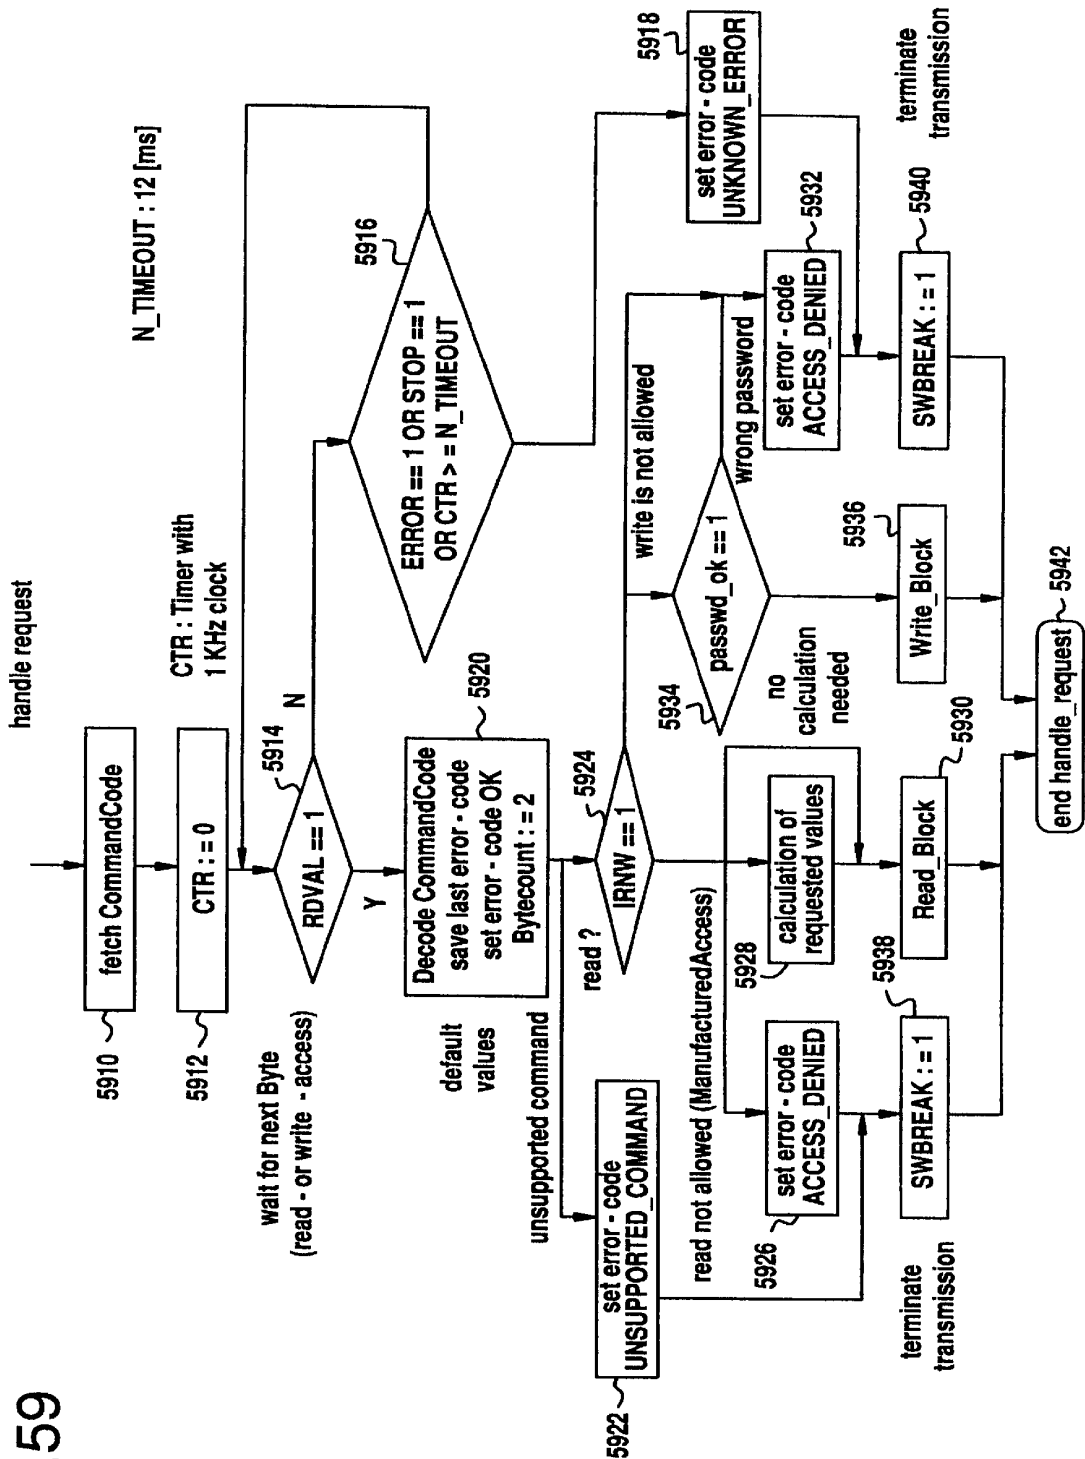 59
handle request
fetch CommandCode
5910
CTR : = 0
5912
CTR : Timer with
1 KHz clock
N_TIMEOUT : 12 [ms]
wait for next Byte
(read - or write - access)
RDVAL == 1
5914
N
Y
ERROR == 1 OR STOP == 1
OR CTR > = N_TIMEOUT
5916
default
values
Decode CommandCode
save last error - code
set error - code OK
Bytecount : = 2
5920
unsupported command
read ?
IRNW == 1
5924
write is not allowed
set error - code
UNKNOWN_ERROR
5918
set error - code
UNSUPPORTED_COMMAND
5922
read not allowed (ManufacturedAccess)
passwd_ok == 1
5934
wrong password
no
calculation
needed
set error - code
ACCESS_DENIED
5926
calculation of
requested values
5928
set error - code
ACCESS_DENIED
5932
terminate
transmission
SWBREAK : = 1
5938
Read_Block
5930
Write_Block
5936
SWBREAK : = 1
5940
terminate
transmission
end handle_request
5942